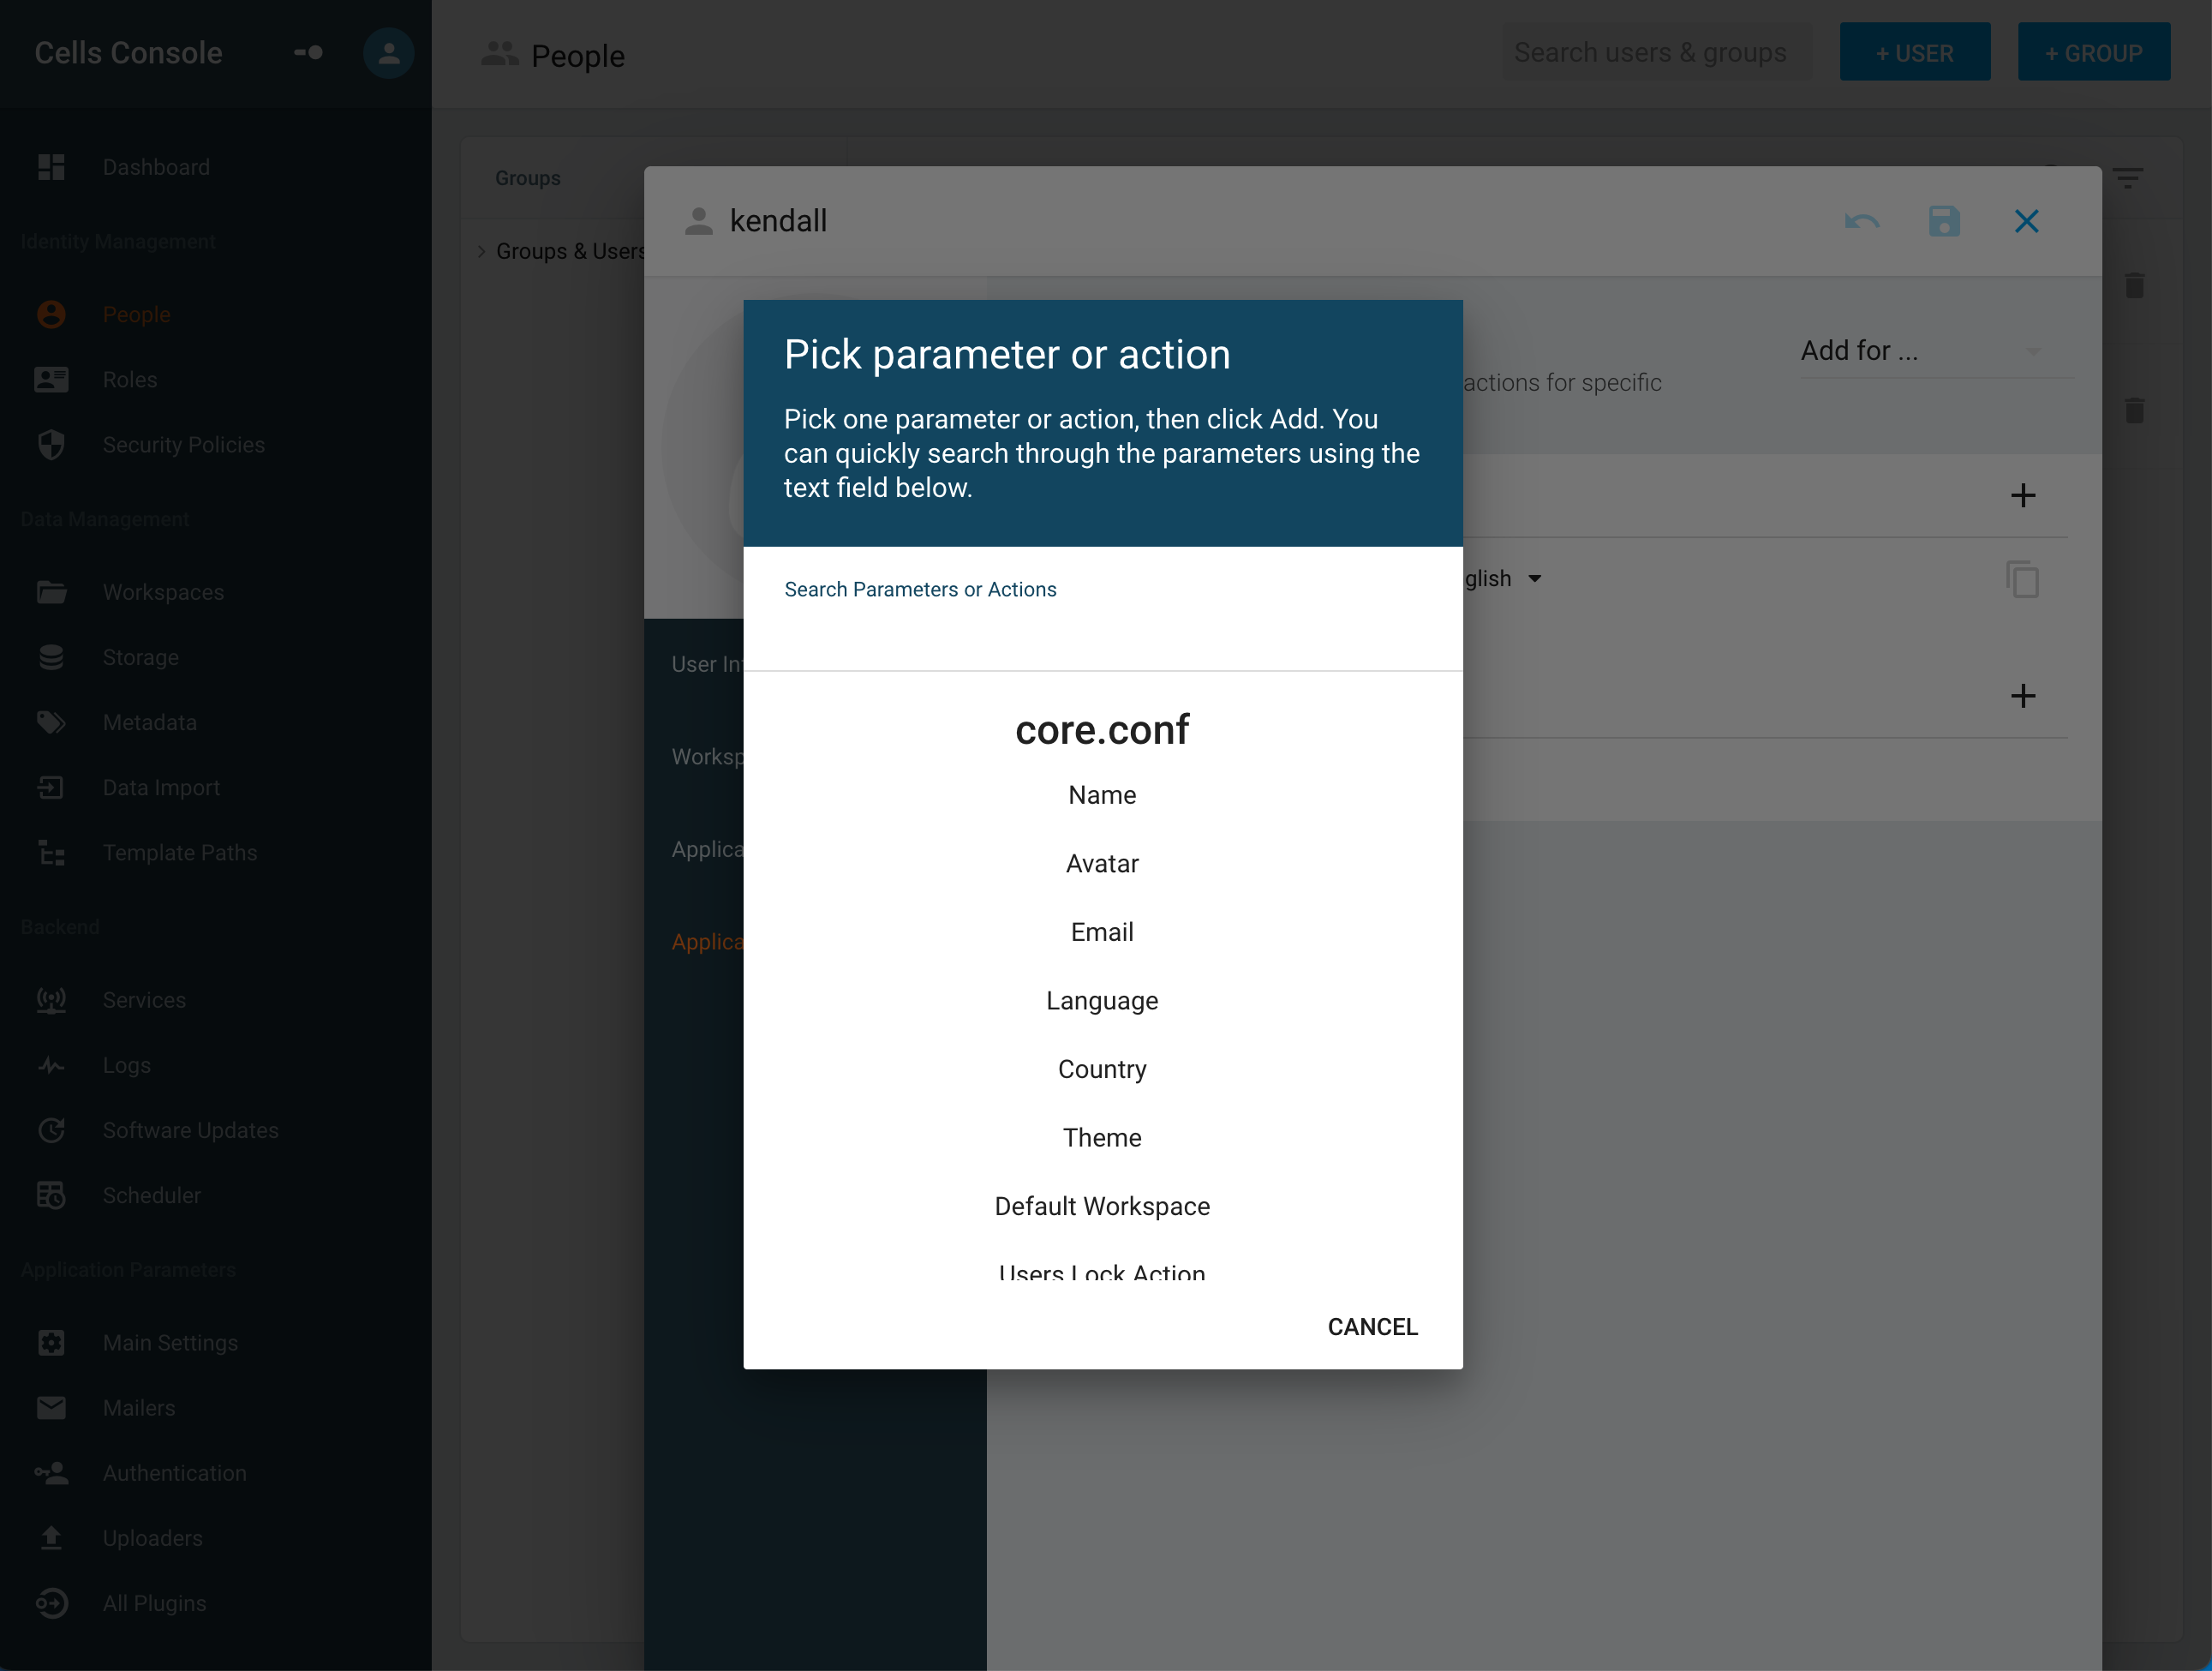 Cells Console
People
Search users & groups
+ USER
+ GROUP
Dashboard
Identity Management
People
Roles
Security Policies
Data Management
Workspaces
Storage
Metadata
Data Import
Template Paths
Backend
Services
Logs
Software Updates
Scheduler
Application Parameters
Main Settings
Mailers
Authentication
Uploaders
All Plugins
Groups
Groups & Users
kendall
Add for ...
actions for specific
glish
User In
Worksp
Applica
Applica
Pick parameter or action
Pick one parameter or action, then click Add. You
can quickly search through the parameters using the
text field below.
Search Parameters or Actions
core.conf
Name
Avatar
Email
Language
Country
Theme
Default Workspace
Users Lock Action
CANCEL